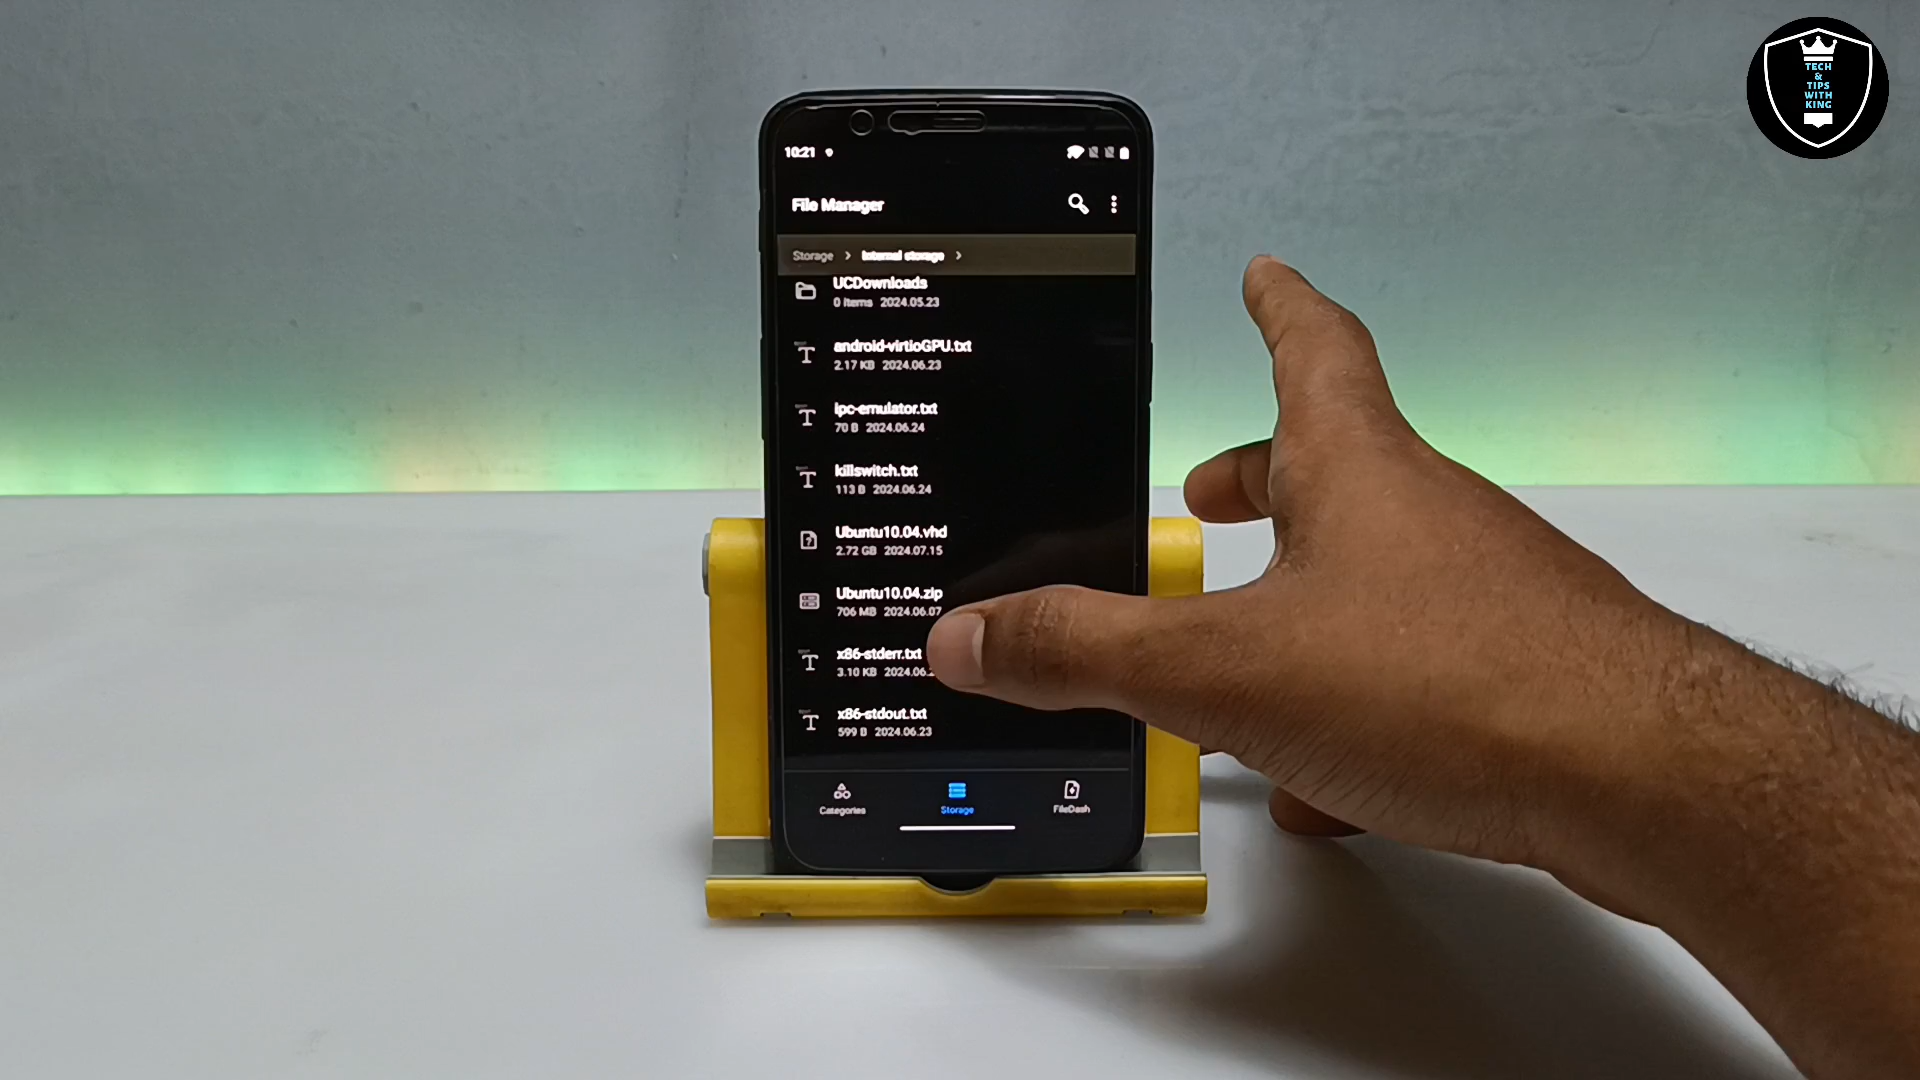 TECH
&
TIPS
WITH
KING
10:21
File Manager
Storage > Internal storage >
UCDownloads
0 items 2024.05.23
android-virtioGPU.txt
2.17 KB 2024.06.23
ipc-emulator.txt
70 B 2024.06.24
killswitch.txt
113 B 2024.06.24
Ubuntu10.04.vhd
2.72 GB 2024.07.15
Ubuntu10.04.zip
706 MB 2024.06.07
x86-stderr.txt
3.10 KB 2024.06.
x86-stdout.txt
599 B 2024.06.23
Categories
Storage
FileDash